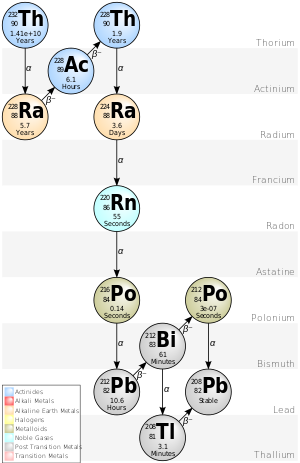 232 90 Th 1.41e+10 Years
228 90 Th 1.9 Years
Thorium
α
β⁻
α
228 89 Ac 6.1 Hours
Actinium
228 88 Ra 5.7 Years
β⁻
224 88 Ra 3.6 Days
Radium
α
Francium
220 86 Rn 55 Seconds
Radon
α
Astatine
216 84 Po 0.14 Seconds
212 84 Po 3e-07 Seconds
Polonium
α
β⁻
α
212 83 Bi 61 Minutes
Bismuth
212 82 Pb 10.6 Hours
β⁻
α
208 82 Pb Stable
Lead
208 81 Tl 3.1 Minutes
β⁻
Thallium
Actinides
Alkali Metals
Alkaline Earth Metals
Halogens
Metalloids
Noble Gases
Post Transition Metals
Transition Metals